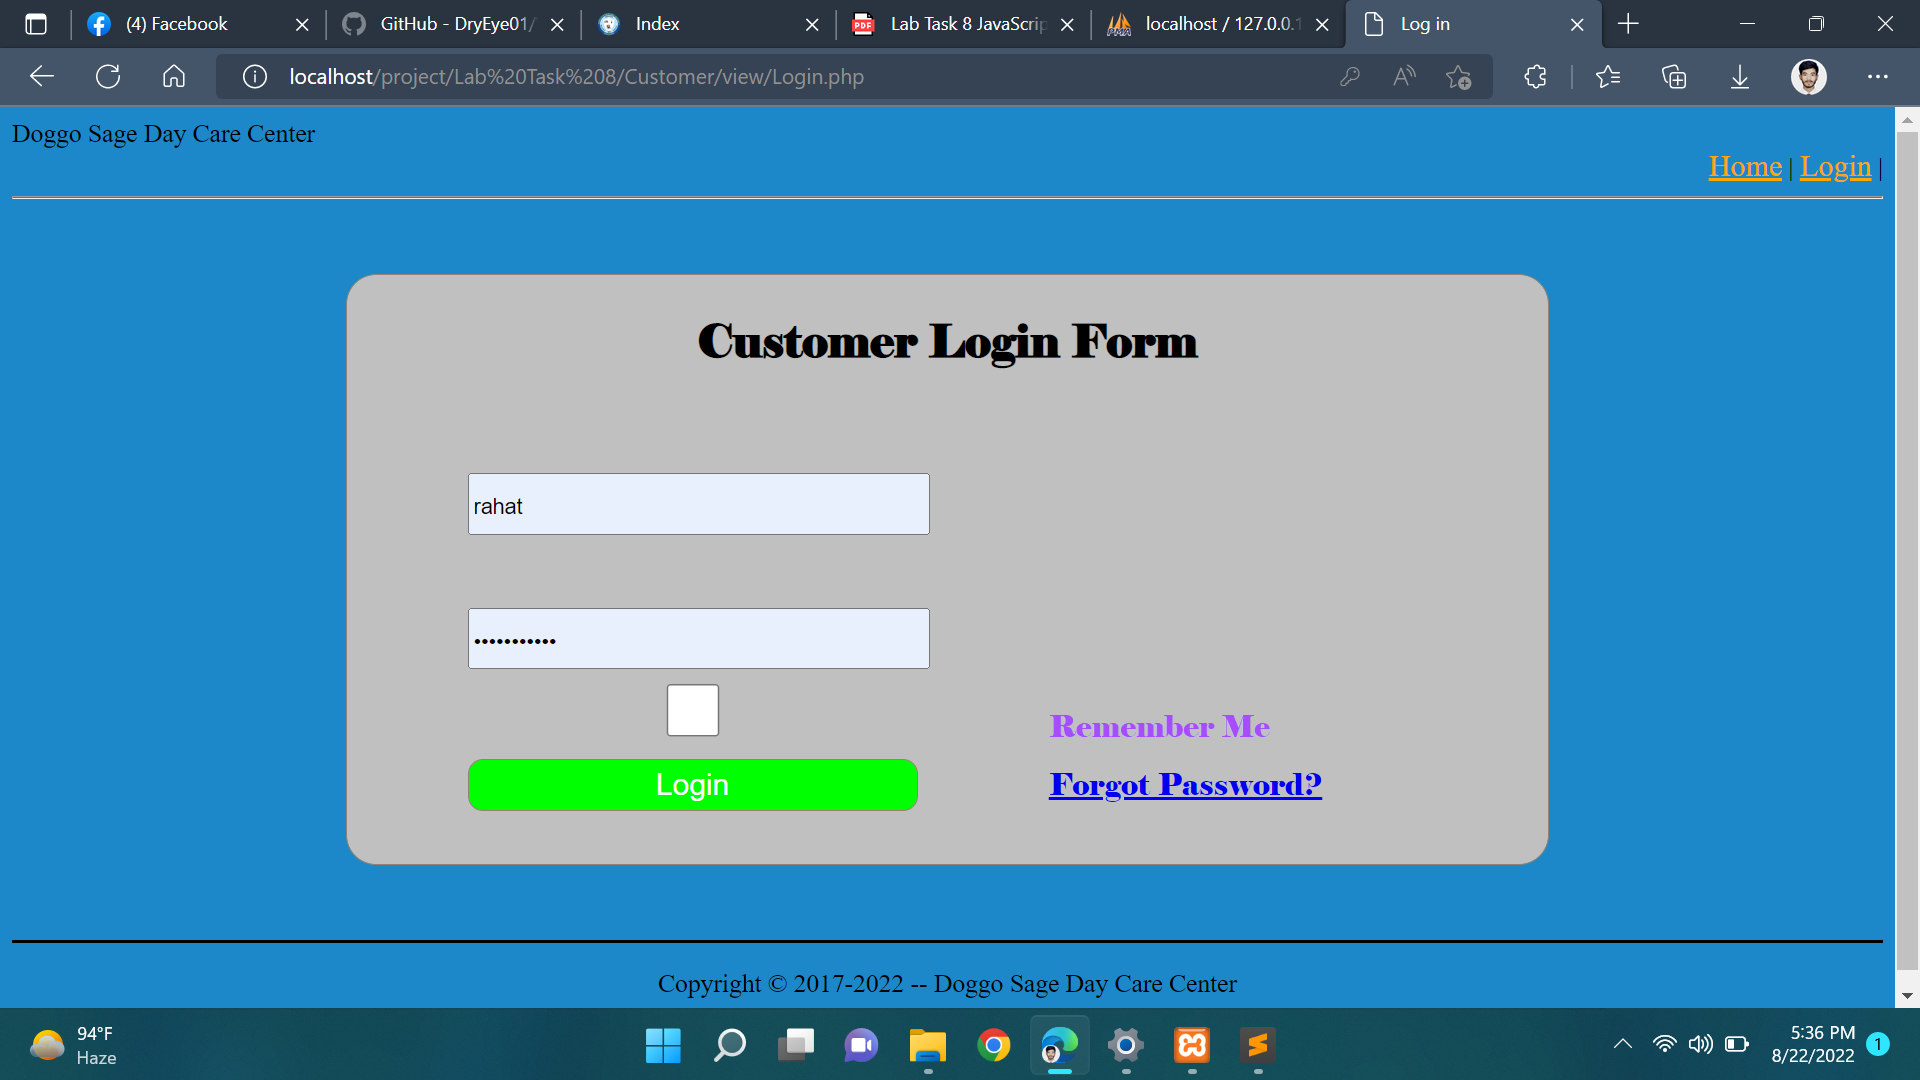 (4) Facebook
GitHub - DryEye01/
Index
Lab Task 8 JavaScrip
localhost / 127.0.0.1
Log in
localhost/project/Lab%20Task%208/Customer/view/Login.php
Doggo Sage Day Care Center
Home | Login |
Customer Login Form
rahat
•••••••••••
Remember Me
Login
Forgot Password?
Copyright © 2017-2022 -- Doggo Sage Day Care Center
94°F
Haze
5:36 PM
8/22/2022
1